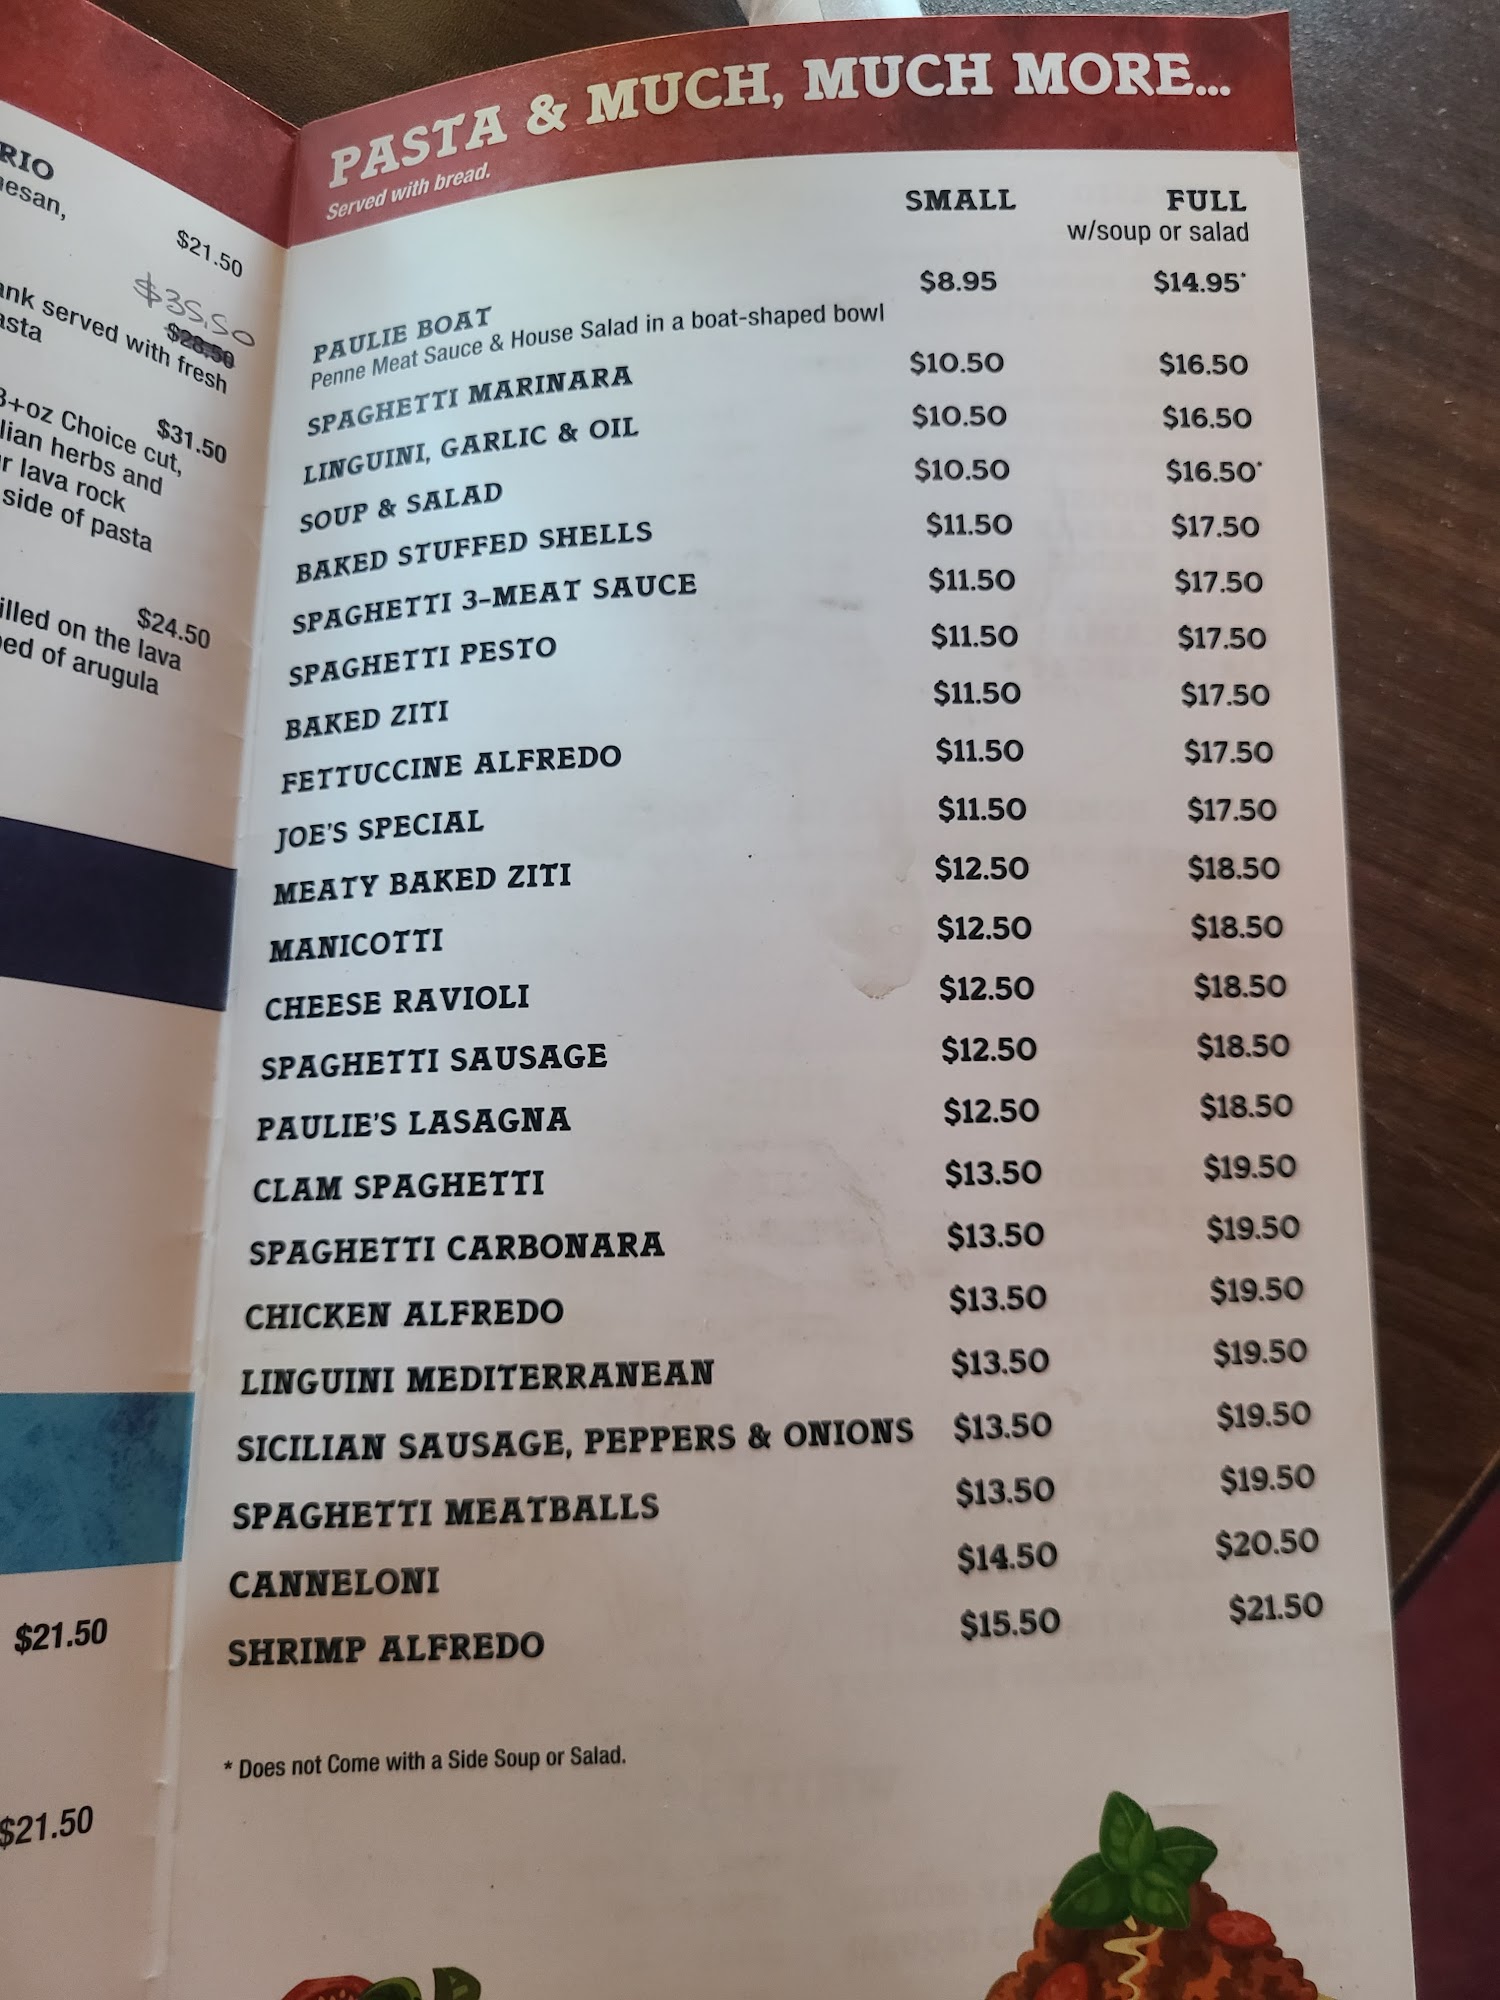 RIO
$21.50
$35.50
ank served with fresh
asta
$31.50
3+oz Choice cut,
lian herbs and
r lava rock
side of pasta
$24.50
illed on the lava
ed of arugula
$21.50
$21.50
PASTA & MUCH, MUCH MORE...
Served with bread.
SMALL FULL
w/soup or salad
PAULIE BOAT $8.95 $14.95*
Penne Meat Sauce & House Salad in a boat-shaped bowl
SPAGHETTI MARINARA $10.50 $16.50
LINGUINI, GARLIC & OIL $10.50 $16.50
SOUP & SALAD $10.50 $16.50*
BAKED STUFFED SHELLS $11.50 $17.50
SPAGHETTI 3-MEAT SAUCE $11.50 $17.50
SPAGHETTI PESTO $11.50 $17.50
BAKED ZITI $11.50 $17.50
FETTUCCINE ALFREDO $11.50 $17.50
JOE'S SPECIAL $11.50 $17.50
MEATY BAKED ZITI $12.50 $18.50
MANICOTTI $12.50 $18.50
CHEESE RAVIOLI $12.50 $18.50
SPAGHETTI SAUSAGE $12.50 $18.50
PAULIE'S LASAGNA $12.50 $18.50
CLAM SPAGHETTI $13.50 $19.50
SPAGHETTI CARBONARA $13.50 $19.50
CHICKEN ALFREDO $13.50 $19.50
LINGUINI MEDITERRANEAN $13.50 $19.50
SICILIAN SAUSAGE, PEPPERS & ONIONS $13.50 $19.50
SPAGHETTI MEATBALLS $13.50 $19.50
CANNELONI $14.50 $20.50
SHRIMP ALFREDO $15.50 $21.50
* Does not Come with a Side Soup or Salad.